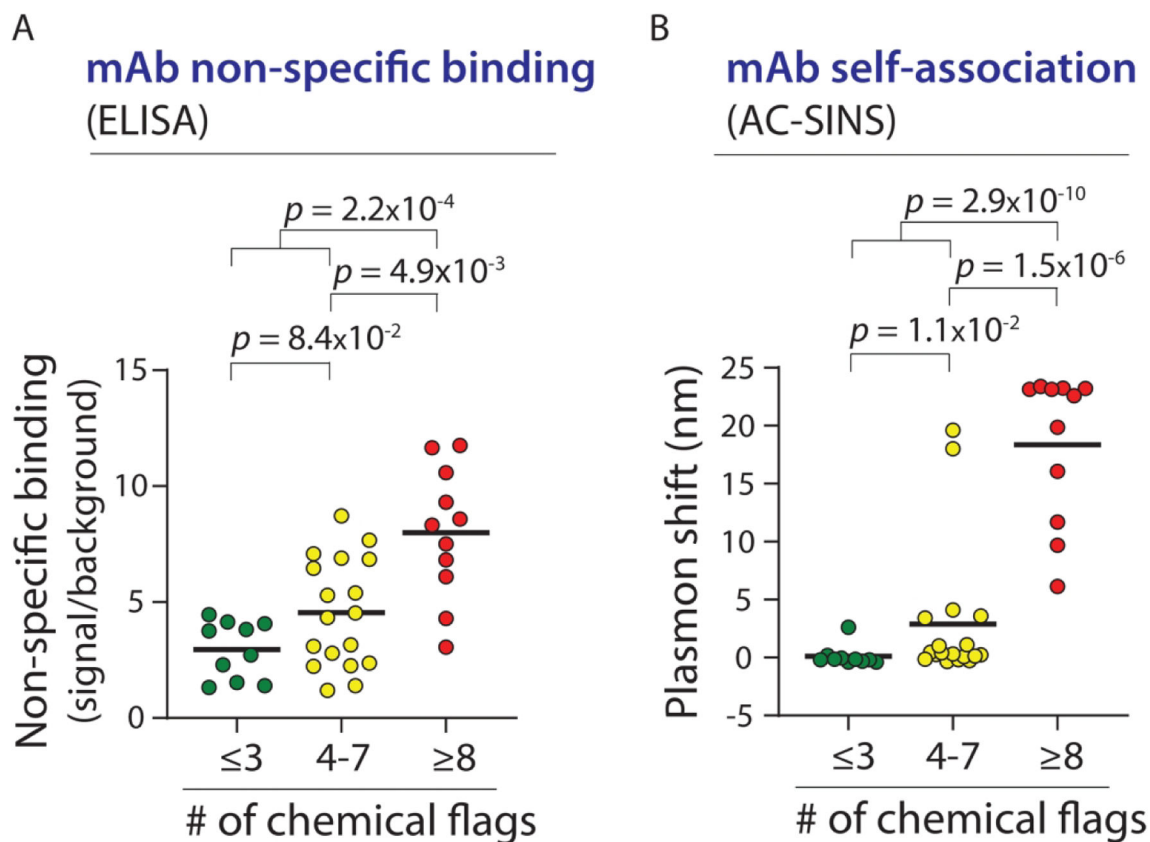 A
mAb non-specific binding
(ELISA)
p = 2.2x10⁻⁴
p = 4.9x10⁻³
p = 8.4x10⁻²
Non-specific binding
(signal/background)
15
10
5
0
≤3
4-7
≥8
# of chemical flags
B
mAb self-association
(AC-SINS)
p = 2.9x10⁻¹⁰
p = 1.5x10⁻⁶
p = 1.1x10⁻²
Plasmon shift (nm)
25
20
15
10
5
0
-5
≤3
4-7
≥8
# of chemical flags